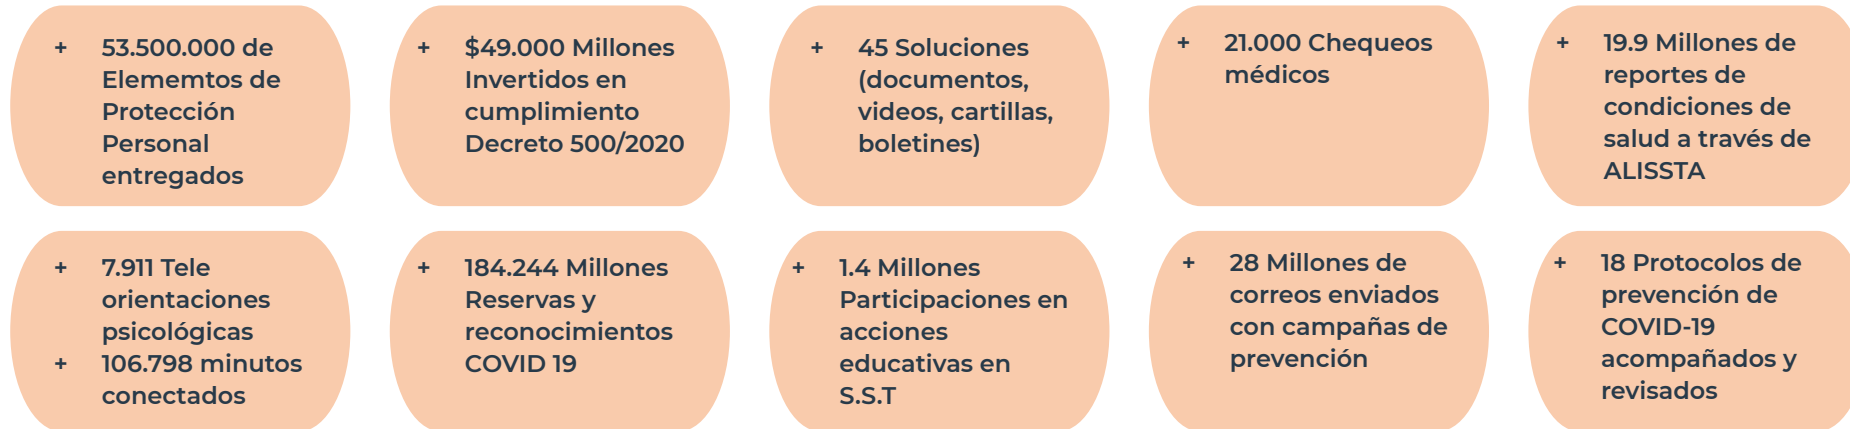 + 53.500.000 de
Elememtos de
Protección
Personal
entregados
+ $49.000 Millones
Invertidos en
cumplimiento
Decreto 500/2020
+ 45 Soluciones
(documentos,
videos, cartillas,
boletines)
+ 21.000 Chequeos
médicos
+ 19.9 Millones de
reportes de
condiciones de
salud a través de
ALISSTA
+ 7.911 Tele
orientaciones
psicológicas
+ 106.798 minutos
conectados
+ 184.244 Millones
Reservas y
reconocimientos
COVID 19
+ 1.4 Millones
Participaciones en
acciones
educativas en
S.S.T
+ 28 Millones de
correos enviados
con campañas de
prevención
+ 18 Protocolos de
prevención de
COVID-19
acompañados y
revisados